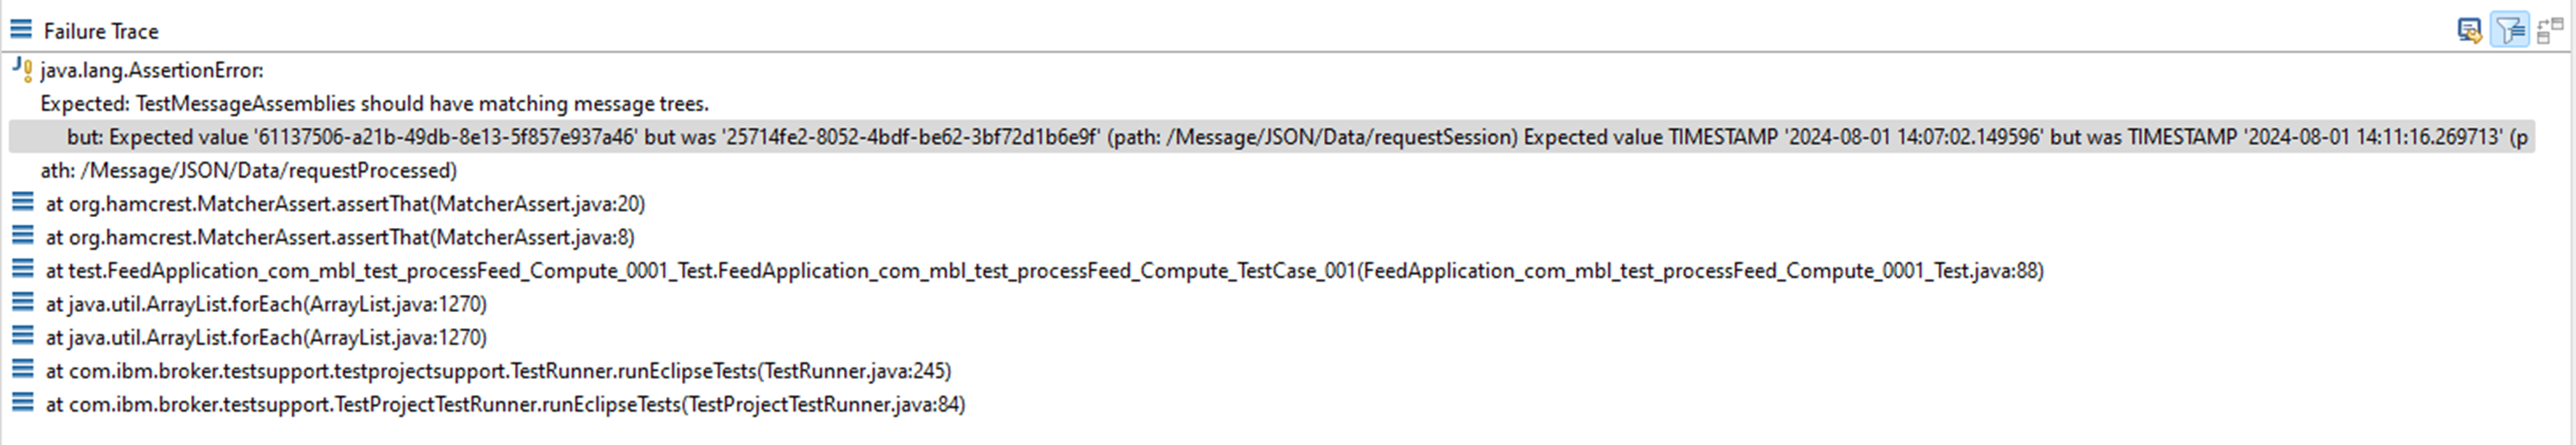 Failure Trace
java.lang.AssertionError:
Expected: TestMessageAssemblies should have matching message trees.
but: Expected value '61137506-a21b-49db-8e13-5f857e937a46' but was '25714fe2-8052-4bdf-be62-3bf72d1b6e9f' (path: /Message/JSON/Data/requestSession) Expected value TIMESTAMP '2024-08-01 14:07:02.149596' but was TIMESTAMP '2024-08-01 14:11:16.269713' (p
ath: /Message/JSON/Data/requestProcessed)
at org.hamcrest.MatcherAssert.assertThat(MatcherAssert.java:20)
at org.hamcrest.MatcherAssert.assertThat(MatcherAssert.java:8)
at test.FeedApplication_com_mbl_test_processFeed_Compute_0001_Test.FeedApplication_com_mbl_test_processFeed_Compute_TestCase_001(FeedApplication_com_mbl_test_processFeed_Compute_0001_Test.java:88)
at java.util.ArrayList.forEach(ArrayList.java:1270)
at java.util.ArrayList.forEach(ArrayList.java:1270)
at com.ibm.broker.testsupport.testprojectsupport.TestRunner.runEclipseTests(TestRunner.java:245)
at com.ibm.broker.testsupport.TestProjectTestRunner.runEclipseTests(TestProjectTestRunner.java:84)